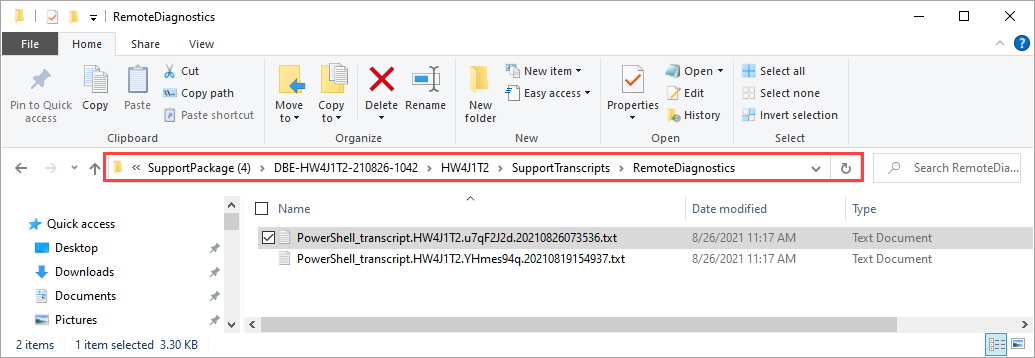 RemoteDiagnostics
File Home Share View
Pin to Quick access
Copy
Paste
Cut
Copy path
Paste shortcut
Clipboard
Move to
Copy to
Delete
Rename
Organize
New folder
New item
Easy access
New
Properties
Open
Edit
History
Open
Select all
Select none
Invert selection
Select
« SupportPackage (4) > DBE-HW4J1T2-210826-1042 > HW4J1T2 > SupportTranscripts > RemoteDiagnostics
Search RemoteDia...
Quick access
Desktop
Downloads
Documents
Pictures
Name Date modified Type
PowerShell_transcript.HW4J1T2.u7qF2J2d.20210826073536.txt 8/26/2021 11:17 AM Text Document
PowerShell_transcript.HW4J1T2.YHmes94q.20210819154937.txt 8/26/2021 11:17 AM Text Document
2 items 1 item selected 3.30 KB